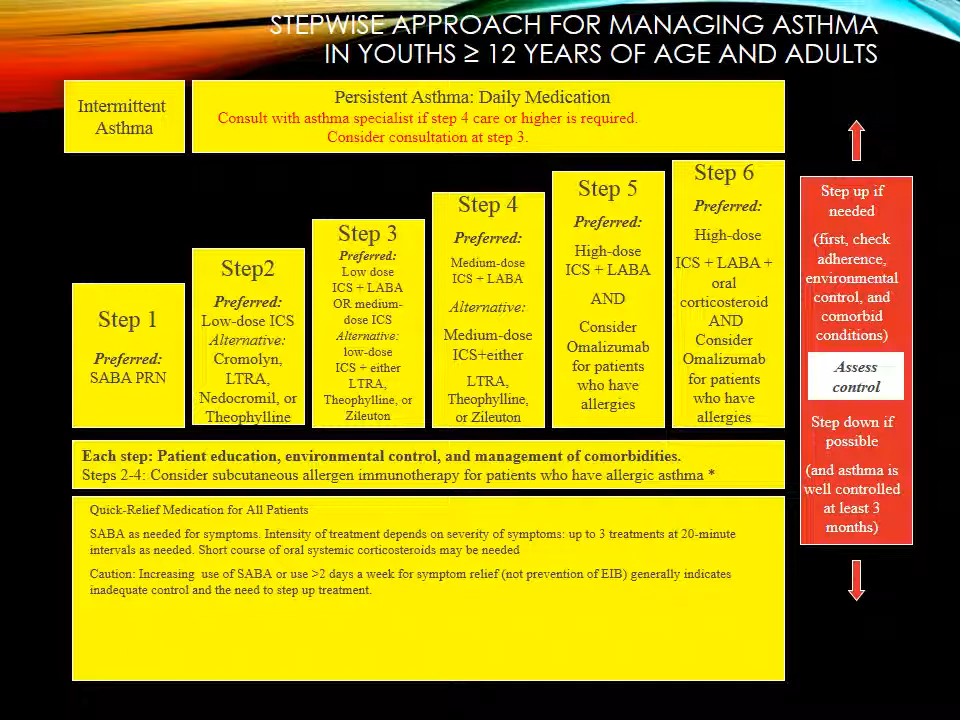 STEPWISE APPROACH FOR MANAGING ASTHMA
IN YOUTHS ≥ 12 YEARS OF AGE AND ADULTS
Intermittent
Asthma
Persistent Asthma: Daily Medication
Consult with asthma specialist if step 4 care or higher is required.
Consider consultation at step 3.
Step 1
Preferred:
SABA PRN
Step2
Preferred:
Low-dose ICS
Alternative:
Cromolyn,
LTRA,
Nedocromil, or
Theophylline
Step 3
Preferred:
Low dose
ICS + LABA
OR medium-
dose ICS
Alternative:
low-dose
ICS + either
LTRA,
Theophylline, or
Zileuton
Step 4
Preferred:
Medium-dose
ICS + LABA
Alternative:
Medium-dose
ICS+either
LTRA,
Theophylline,
or Zileuton
Step 5
Preferred:
High-dose
ICS + LABA
AND
Consider
Omalizumab
for patients
who have
allergies
Step 6
Preferred:
High-dose
ICS + LABA +
oral
corticosteroid
AND
Consider
Omalizumab
for patients
who have
allergies
Step up if
needed
(first, check
adherence,
environmental
control, and
comorbid
conditions)
Assess
control
Step down if
possible
(and asthma is
well controlled
at least 3
months)
Each step: Patient education, environmental control, and management of comorbidities.
Steps 2-4: Consider subcutaneous allergen immunotherapy for patients who have allergic asthma *
Quick-Relief Medication for All Patients
SABA as needed for symptoms. Intensity of treatment depends on severity of symptoms: up to 3 treatments at 20-minute
intervals as needed. Short course of oral systemic corticosteroids may be needed
Caution: Increasing use of SABA or use >2 days a week for symptom relief (not prevention of EIB) generally indicates
inadequate control and the need to step up treatment.